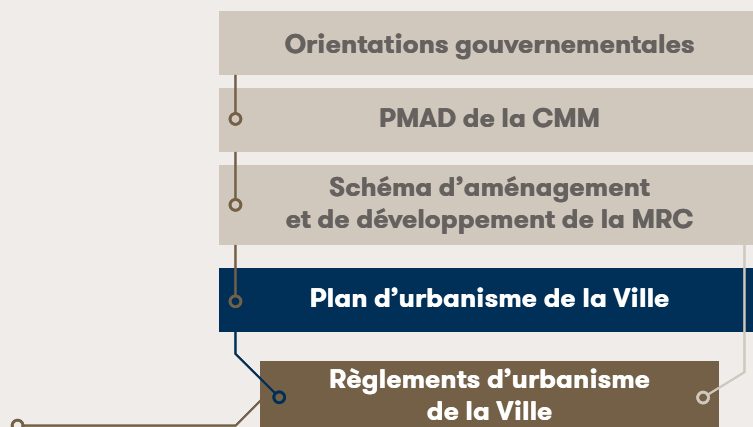 Orientations gouvernementales
PMAD de la CMM
Schéma d’aménagement
et de développement de la MRC
Plan d’urbanisme de la Ville
Règlements d’urbanisme
de la Ville